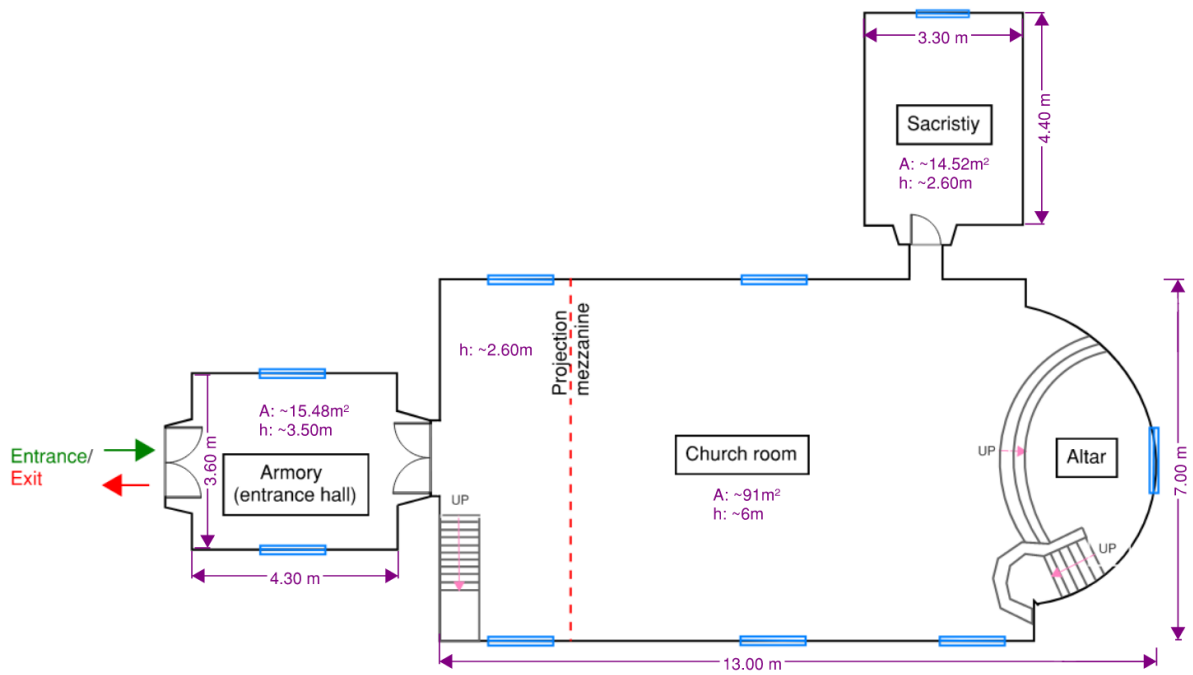 3.30 m
4.40 m
Sacristiy
A: ~14.52m²
h: ~2.60m
Projection
mezzanine
h: ~2.60m
A: ~15.48m²
h: ~3.50m
3.60 m
Entrance/
Exit
Armory
(entrance hall)
4.30 m
UP
Church room
A: ~91m²
h: ~6m
UP
Altar
UP
7.00 m
13.00 m